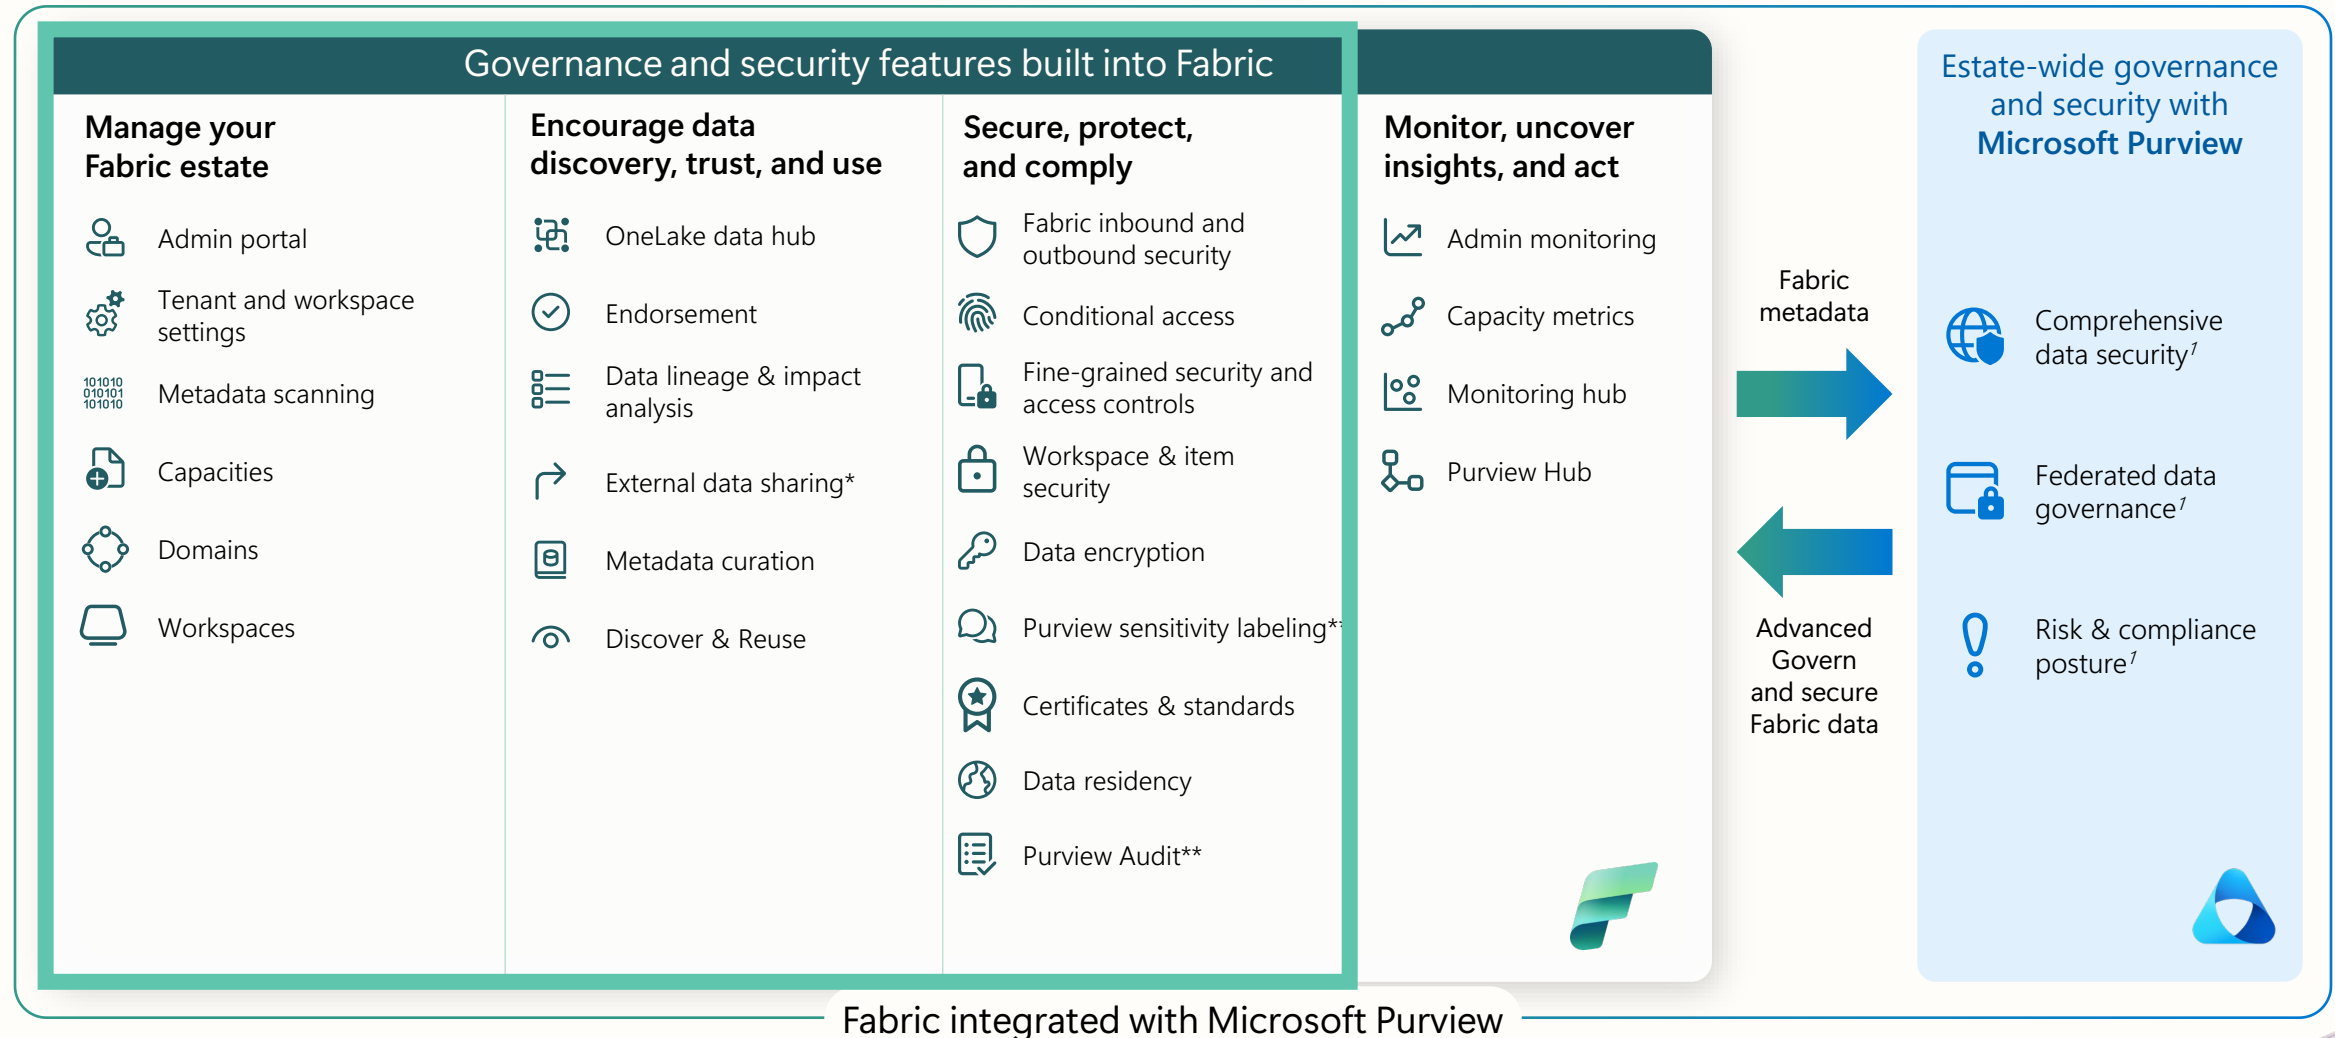 Governance and security features built into Fabric
Manage your
Fabric estate
Admin portal
Tenant and workspace
settings
101010
010101
101010
Metadata scanning
Capacities
Domains
Workspaces
Encourage data
discovery, trust, and use
OneLake data hub
Endorsement
Data lineage & impact
analysis
External data sharing*
Metadata curation
Discover & Reuse
Secure, protect,
and comply
Fabric inbound and
outbound security
Conditional access
Fine-grained security and
access controls
Workspace & item
security
Data encryption
Purview sensitivity labeling**
Certificates & standards
Data residency
Purview Audit**
Monitor, uncover
insights, and act
Admin monitoring
Capacity metrics
Monitoring hub
Purview Hub
Fabric
metadata
Advanced
Govern
and secure
Fabric data
Estate-wide governance
and security with
Microsoft Purview
Comprehensive
data security¹
Federated data
governance¹
Risk & compliance
posture¹
Fabric integrated with Microsoft Purview